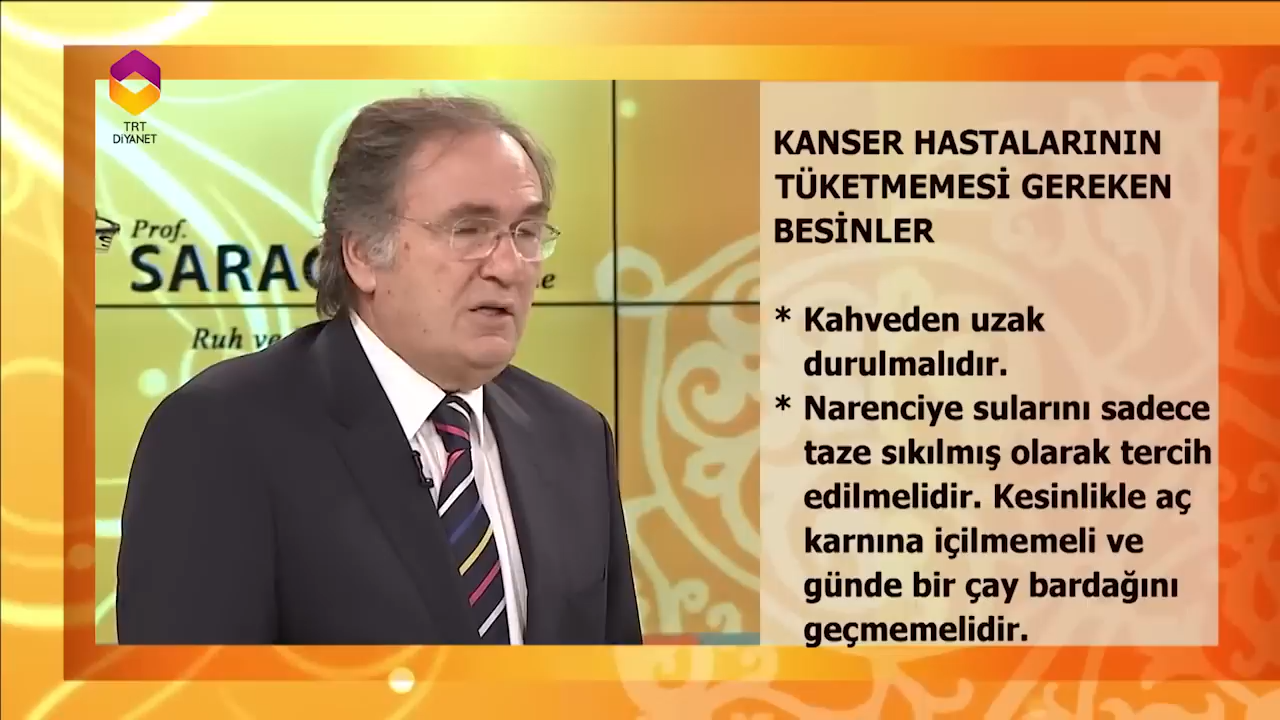 TRT
DİYANET
Prof.
Ruh ve
KANSER HASTALARININ
TÜKETMEMESİ GEREKEN
BESİNLER
* Kahveden uzak
durulmalıdır.
* Narenciye sularını sadece
taze sıkılmış olarak tercih
edilmelidir. Kesinlikle aç
karnına içilmemeli ve
günde bir çay bardağını
geçmemelidir.